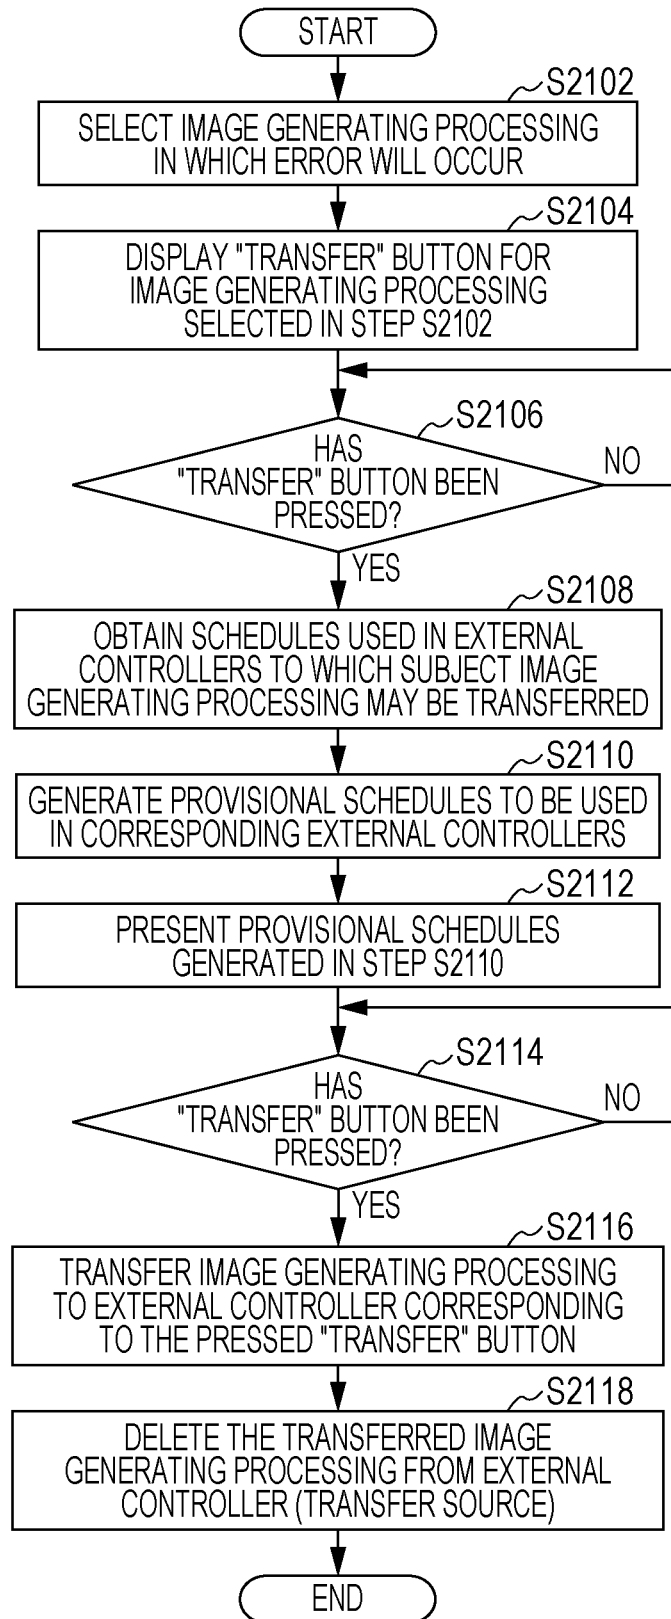 START
S2102
SELECT IMAGE GENERATING PROCESSING
IN WHICH ERROR WILL OCCUR
S2104
DISPLAY "TRANSFER" BUTTON FOR
IMAGE GENERATING PROCESSING
SELECTED IN STEP S2102
S2106
HAS
"TRANSFER" BUTTON BEEN
PRESSED?
NO
YES
S2108
OBTAIN SCHEDULES USED IN EXTERNAL
CONTROLLERS TO WHICH SUBJECT IMAGE
GENERATING PROCESSING MAY BE TRANSFERRED
S2110
GENERATE PROVISIONAL SCHEDULES TO BE USED
IN CORRESPONDING EXTERNAL CONTROLLERS
S2112
PRESENT PROVISIONAL SCHEDULES
GENERATED IN STEP S2110
S2114
HAS
"TRANSFER" BUTTON BEEN
PRESSED?
NO
YES
S2116
TRANSFER IMAGE GENERATING PROCESSING
TO EXTERNAL CONTROLLER CORRESPONDING
TO THE PRESSED "TRANSFER" BUTTON
S2118
DELETE THE TRANSFERRED IMAGE
GENERATING PROCESSING FROM EXTERNAL
CONTROLLER (TRANSFER SOURCE)
END